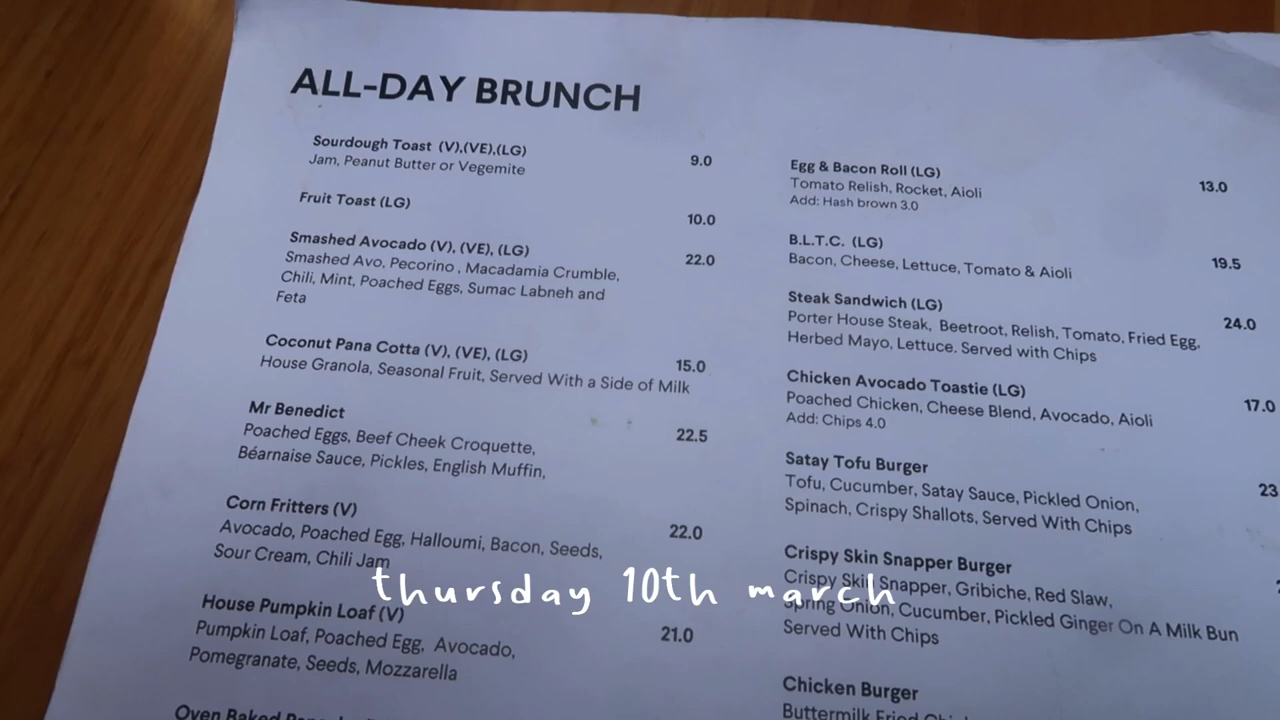 ALL-DAY BRUNCH
Sourdough Toast (V),(VE),(LG)
9.0
Jam, Peanut Butter or Vegemite
Fruit Toast (LG)
10.0
Smashed Avocado (V), (VE), (LG)
22.0
Smashed Avo, Pecorino , Macadamia Crumble,
Chili, Mint, Poached Eggs, Sumac Labneh and
Feta
Coconut Pana Cotta (V), (VE), (LG)
15.0
House Granola, Seasonal Fruit, Served With a Side of Milk
Mr Benedict
22.5
Poached Eggs, Beef Cheek Croquette,
Béarnaise Sauce, Pickles, English Muffin,
Corn Fritters (V)
22.0
Avocado, Poached Egg, Halloumi, Bacon, Seeds,
Sour Cream, Chili Jam
House Pumpkin Loaf (V)
21.0
Pumpkin Loaf, Poached Egg, Avocado,
Pomegranate, Seeds, Mozzarella
Oven Baked
Egg & Bacon Roll (LG)
13.0
Tomato Relish, Rocket, Aioli
Add: Hash brown 3.0
B.L.T.C. (LG)
19.5
Bacon, Cheese, Lettuce, Tomato & Aioli
Steak Sandwich (LG)
24.0
Porter House Steak, Beetroot, Relish, Tomato, Fried Egg,
Herbed Mayo, Lettuce. Served with Chips
Chicken Avocado Toastie (LG)
17.0
Poached Chicken, Cheese Blend, Avocado, Aioli
Add: Chips 4.0
Satay Tofu Burger
23
Tofu, Cucumber, Satay Sauce, Pickled Onion,
Spinach, Crispy Shallots, Served With Chips
Crispy Skin Snapper Burger
Crispy Skin Snapper, Gribiche, Red Slaw,
Spring Onion, Cucumber, Pickled Ginger On A Milk Bun
Served With Chips
Chicken Burger
Buttermilk Fried
thursday 10th march